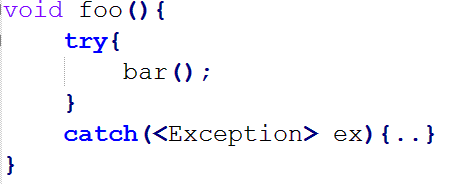 void foo(){
try{
bar();
}
catch(<Exception> ex){..}
}